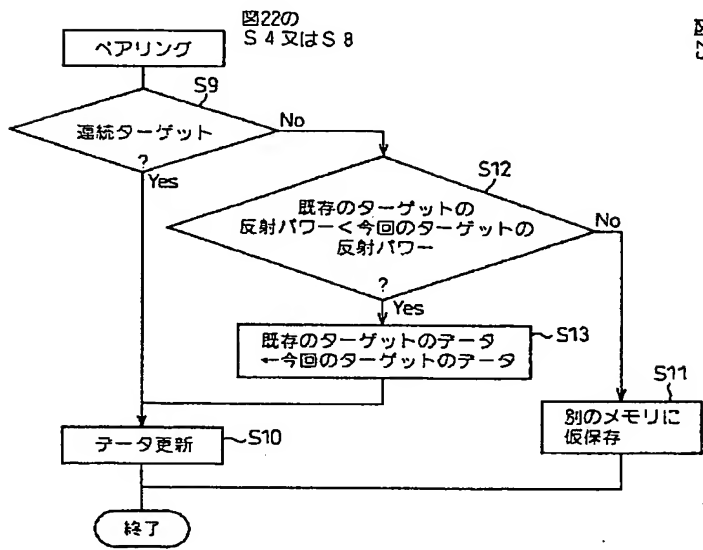 図22の
S4又はS8
ペアリング
S9
連続ターゲット
?
No
Yes
S12
既存のターゲットの
反射パワー<今回のターゲットの
反射パワー
?
No
Yes
既存のターゲットのデータ
←今回のターゲットのデータ
S13
S11
別のメモリに
仮保存
データ更新
S10
終了